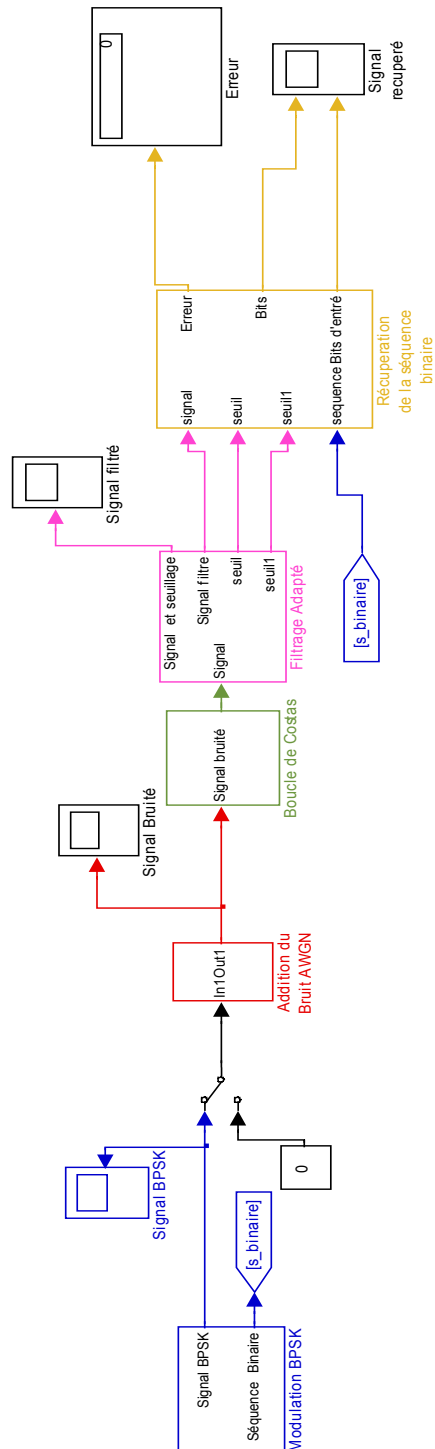 Signal BPSK
Séquence  Binaire
Modulation BPSK
Signal BPSK
[s_binaire]
0
In1Out1
Addition du
Bruit AWGN
Signal Bruité
Signal bruité
Boucle de Costas
Signal
Signal  et seuillage
Signal filtre
seuil
seuil1
Filtrage Adapté
Signal filtré
[s_binaire]
signal
seuil
seuil1
sequence Bits d'entré
Erreur
Bits
Récuperation
de la séquence
binaire
0
Erreur
Signal
recuperé